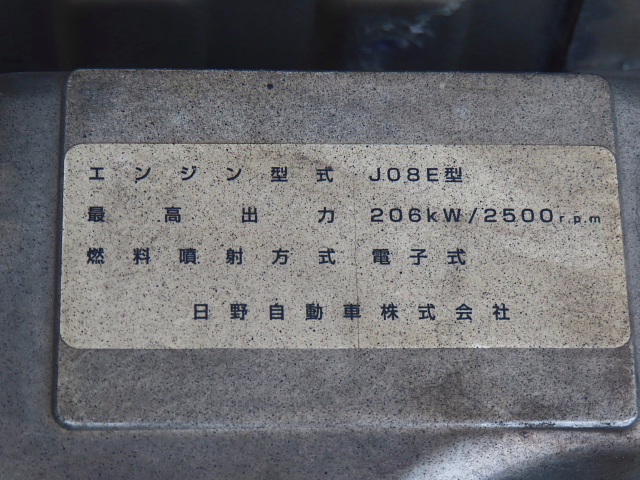 エンジン型式 J08E型
最高出力 206kW/2500r.p.m
燃料噴射方式 電子式
日野自動車株式会社